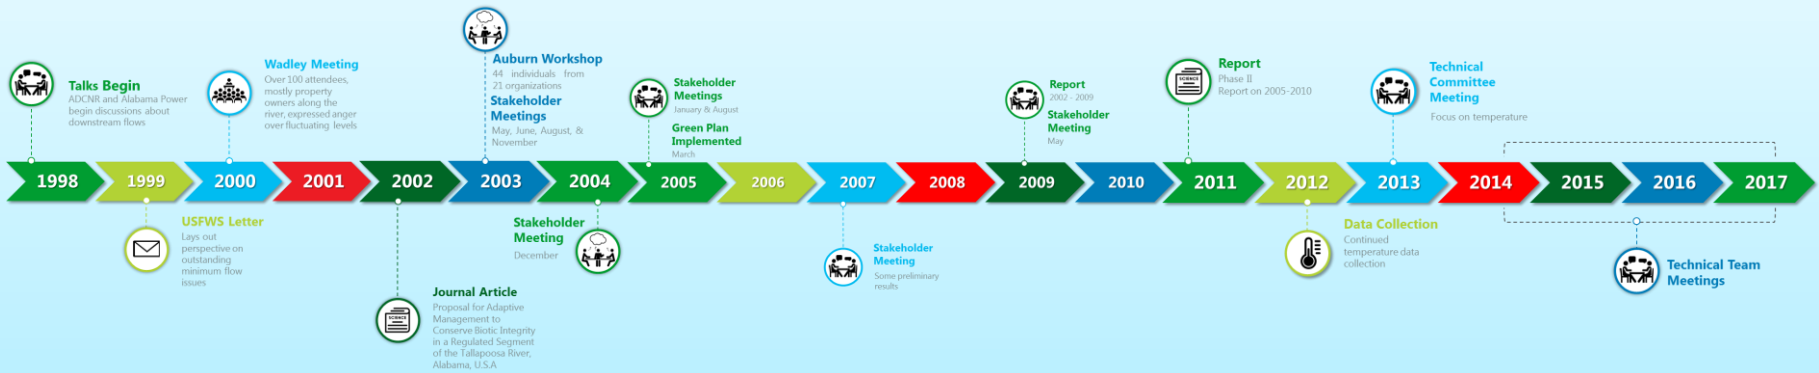 Talks Begin
ADCNR and Alabama Power
begin discussions about
downstream flows
Wadley Meeting
Over 100 attendees,
mostly property
owners along the
river, expressed anger
over fluctuating levels
Auburn Workshop
44 individuals from
21 organizations
Stakeholder
Meetings
May, June, August, &
November
Stakeholder
Meetings
January & August
Green Plan
Implemented
March
Report
2002 - 2009
Stakeholder
Meeting
May
Report
Phase II
Report on 2005-2010
Technical
Committee
Meeting
Focus on temperature
1998
1999
2000
2001
2002
2003
2004
2005
2006
2007
2008
2009
2010
2011
2012
2013
2014
2015
2016
2017
USFWS Letter
Lays out
perspective on
outstanding
minimum flow
issues
SCIENCE
Journal Article
Proposal for Adaptive
Management to
Conserve Biotic Integrity
in a Regulated Segment
of the Tallapoosa River,
Alabama, U.S.A
Stakeholder
Meeting
December
Stakeholder
Meeting
Some preliminary
results
SCIENCE
Data Collection
Continued
temperature data
collection
Technical Team
Meetings